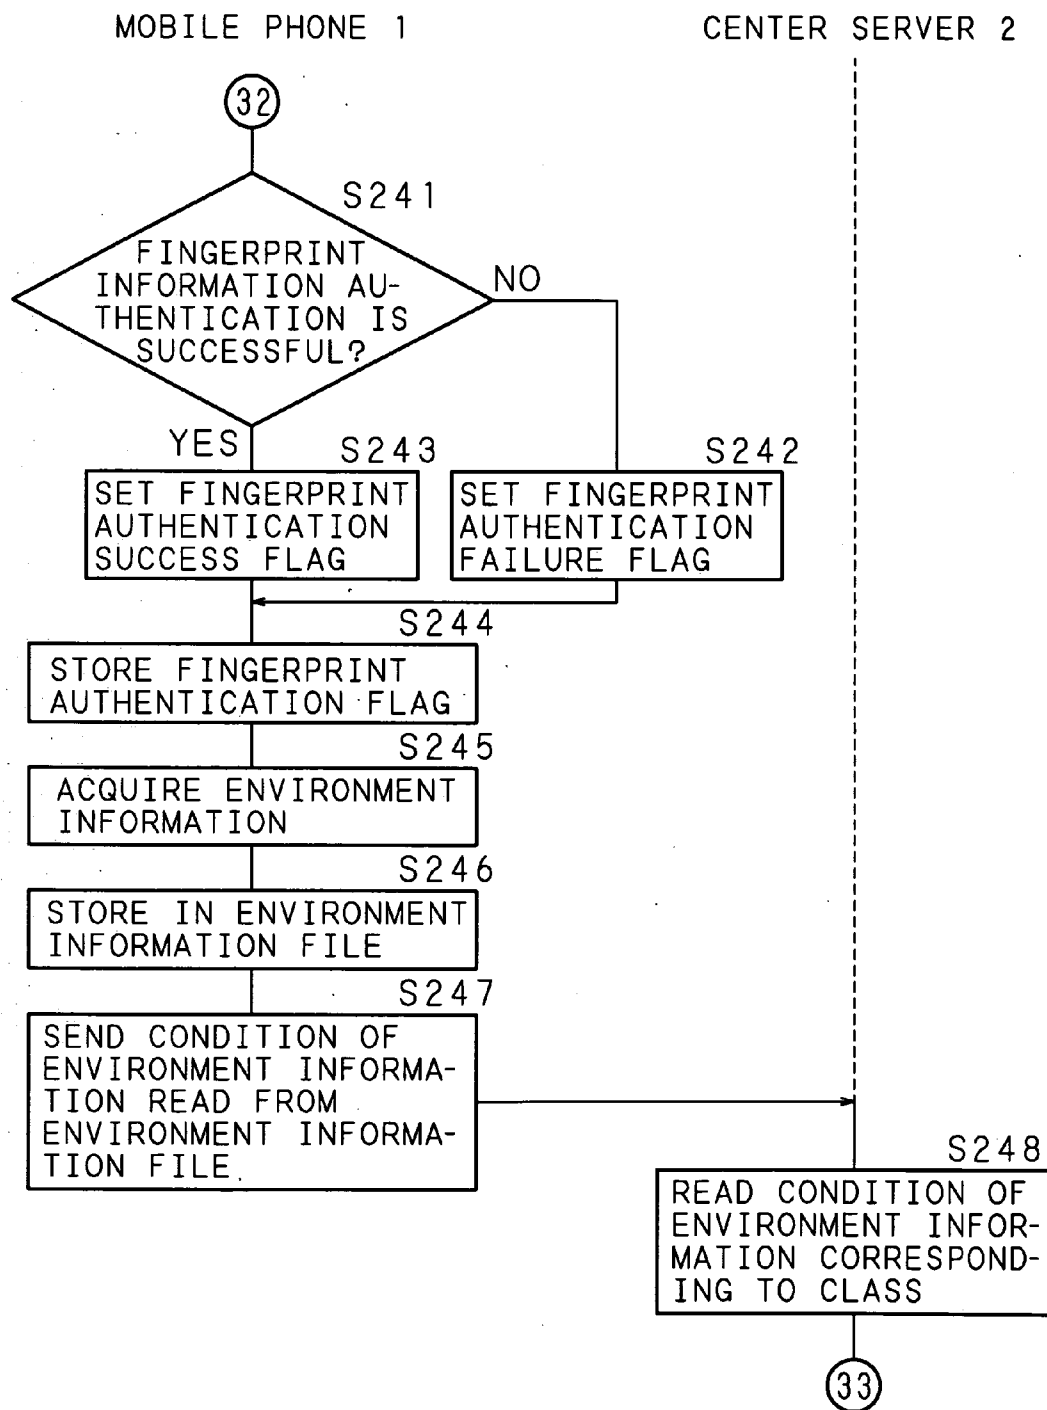 MOBILE PHONE 1
CENTER SERVER 2
32
S241
FINGERPRINT
INFORMATION AU-
THENTICATION IS
SUCCESSFUL?
NO
YES
S243
SET FINGERPRINT
AUTHENTICATION
SUCCESS FLAG
S242
SET FINGERPRINT
AUTHENTICATION
FAILURE FLAG
S244
STORE FINGERPRINT
AUTHENTICATION FLAG
S245
ACQUIRE ENVIRONMENT
INFORMATION
S246
STORE IN ENVIRONMENT
INFORMATION FILE
S247
SEND CONDITION OF
ENVIRONMENT INFORMA-
TION READ FROM
ENVIRONMENT INFORMA-
TION FILE
S248
READ CONDITION OF
ENVIRONMENT INFOR-
MATION CORRESPOND-
ING TO CLASS
33